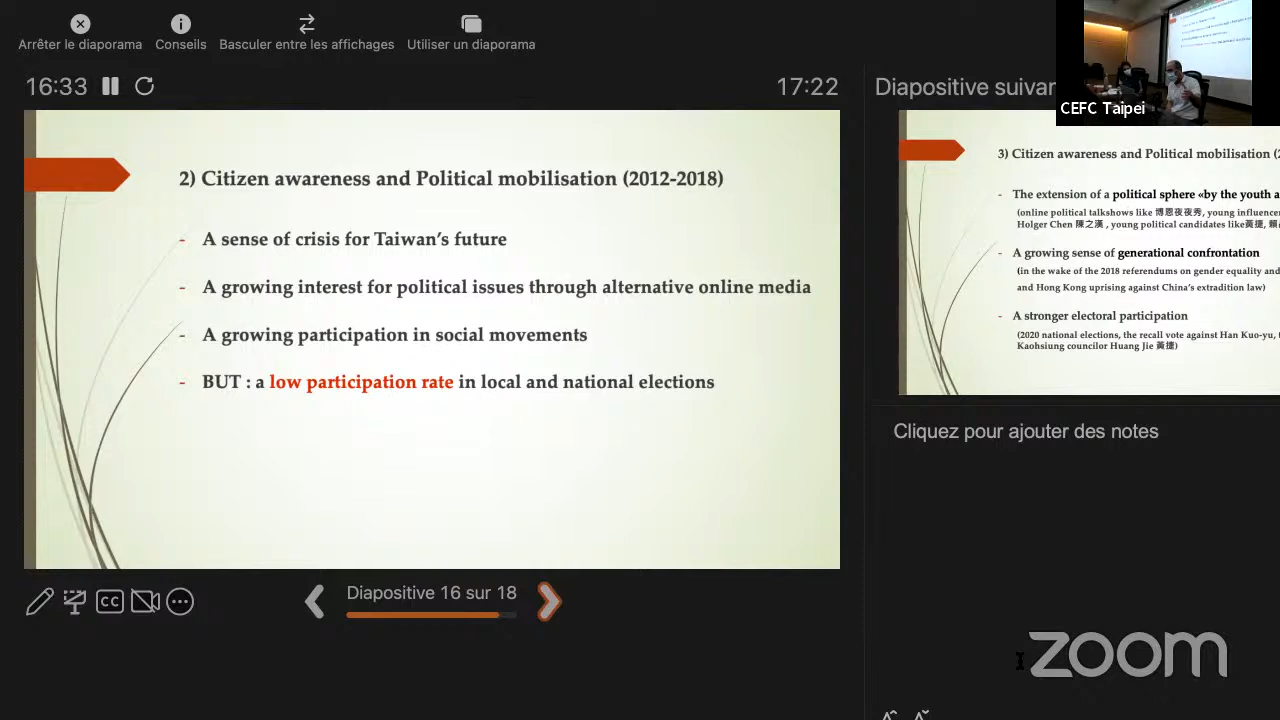 Arrêter le diaporama
Conseils
Basculer entre les affichages
Utiliser un diaporama
16:33
17:22
Diapositive suivan
CEFC Taipei
2) Citizen awareness and Political mobilisation (2012-2018)
- A sense of crisis for Taiwan's future
- A growing interest for political issues through alternative online media
- A growing participation in social movements
- BUT : a low participation rate in local and national elections
3) Citizen awareness and Political mobilisation (2
- The extension of a political sphere «by the youth a
(online political talkshows like 博恩夜夜秀, young influencer
Holger Chen 陳之漢 , young political candidates like黃捷, 賴
- A growing sense of generational confrontation
(in the wake of the 2018 referendums on gender equality and
and Hong Kong uprising against China's extradition law)
- A stronger electoral participation
(2020 national elections, the recall vote against Han Kuo-yu,
Kaohsiung councilor Huang Jie 黃捷)
Cliquez pour ajouter des notes
CC
Diapositive 16 sur 18
zoom